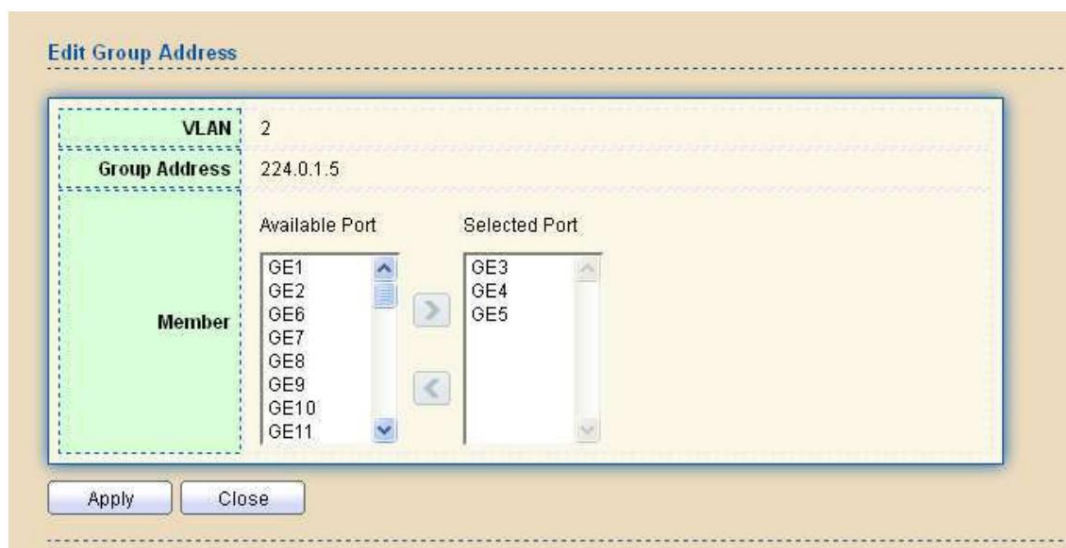 Edit Group Address
VLAN 2
Group Address 224.0.1.5
Member
Available Port Selected Port
GE1 GE3
GE2 GE4
GE6 GE5
GE7
GE8
GE9
GE10
GE11
Apply Close